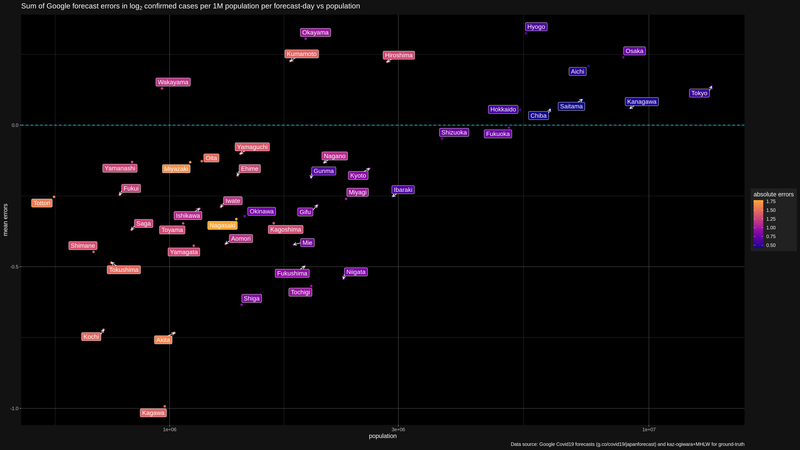 Sum of Google forecast errors in log2 confirmed cases per 1M population per forecast-day vs population
Hyogo
Okayama
Osaka
Kumamoto
Hiroshima
Aichi
Wakayama
Tokyo
Kanagawa
Saitama
Hokkaido
Chiba
0.0
Shizuoka
Fukuoka
Yamaguchi
Oita
Nagano
Yamanashi
Miyazaki
Ehime
Gunma
Kyoto
Fukui
Ibaraki
Miyagi
Tottori
Iwate
Ishikawa
Okinawa
Gifu
Saga
Nagasaki
Toyama
Kagoshima
Aomori
Mie
Shimane
Yamagata
-0.5
Tokushima
Fukushima
Niigata
Tochigi
Shiga
Kochi
Akita
-1.0
Kagawa
mean errors
1e+06
3e+06
1e+07
population
absolute errors
1.75
1.50
1.25
1.00
0.75
0.50
Data source: Google Covid19 forecasts (g.co/covid19/japanforecast) and kaz-ogiwara+MHLW for ground-truth